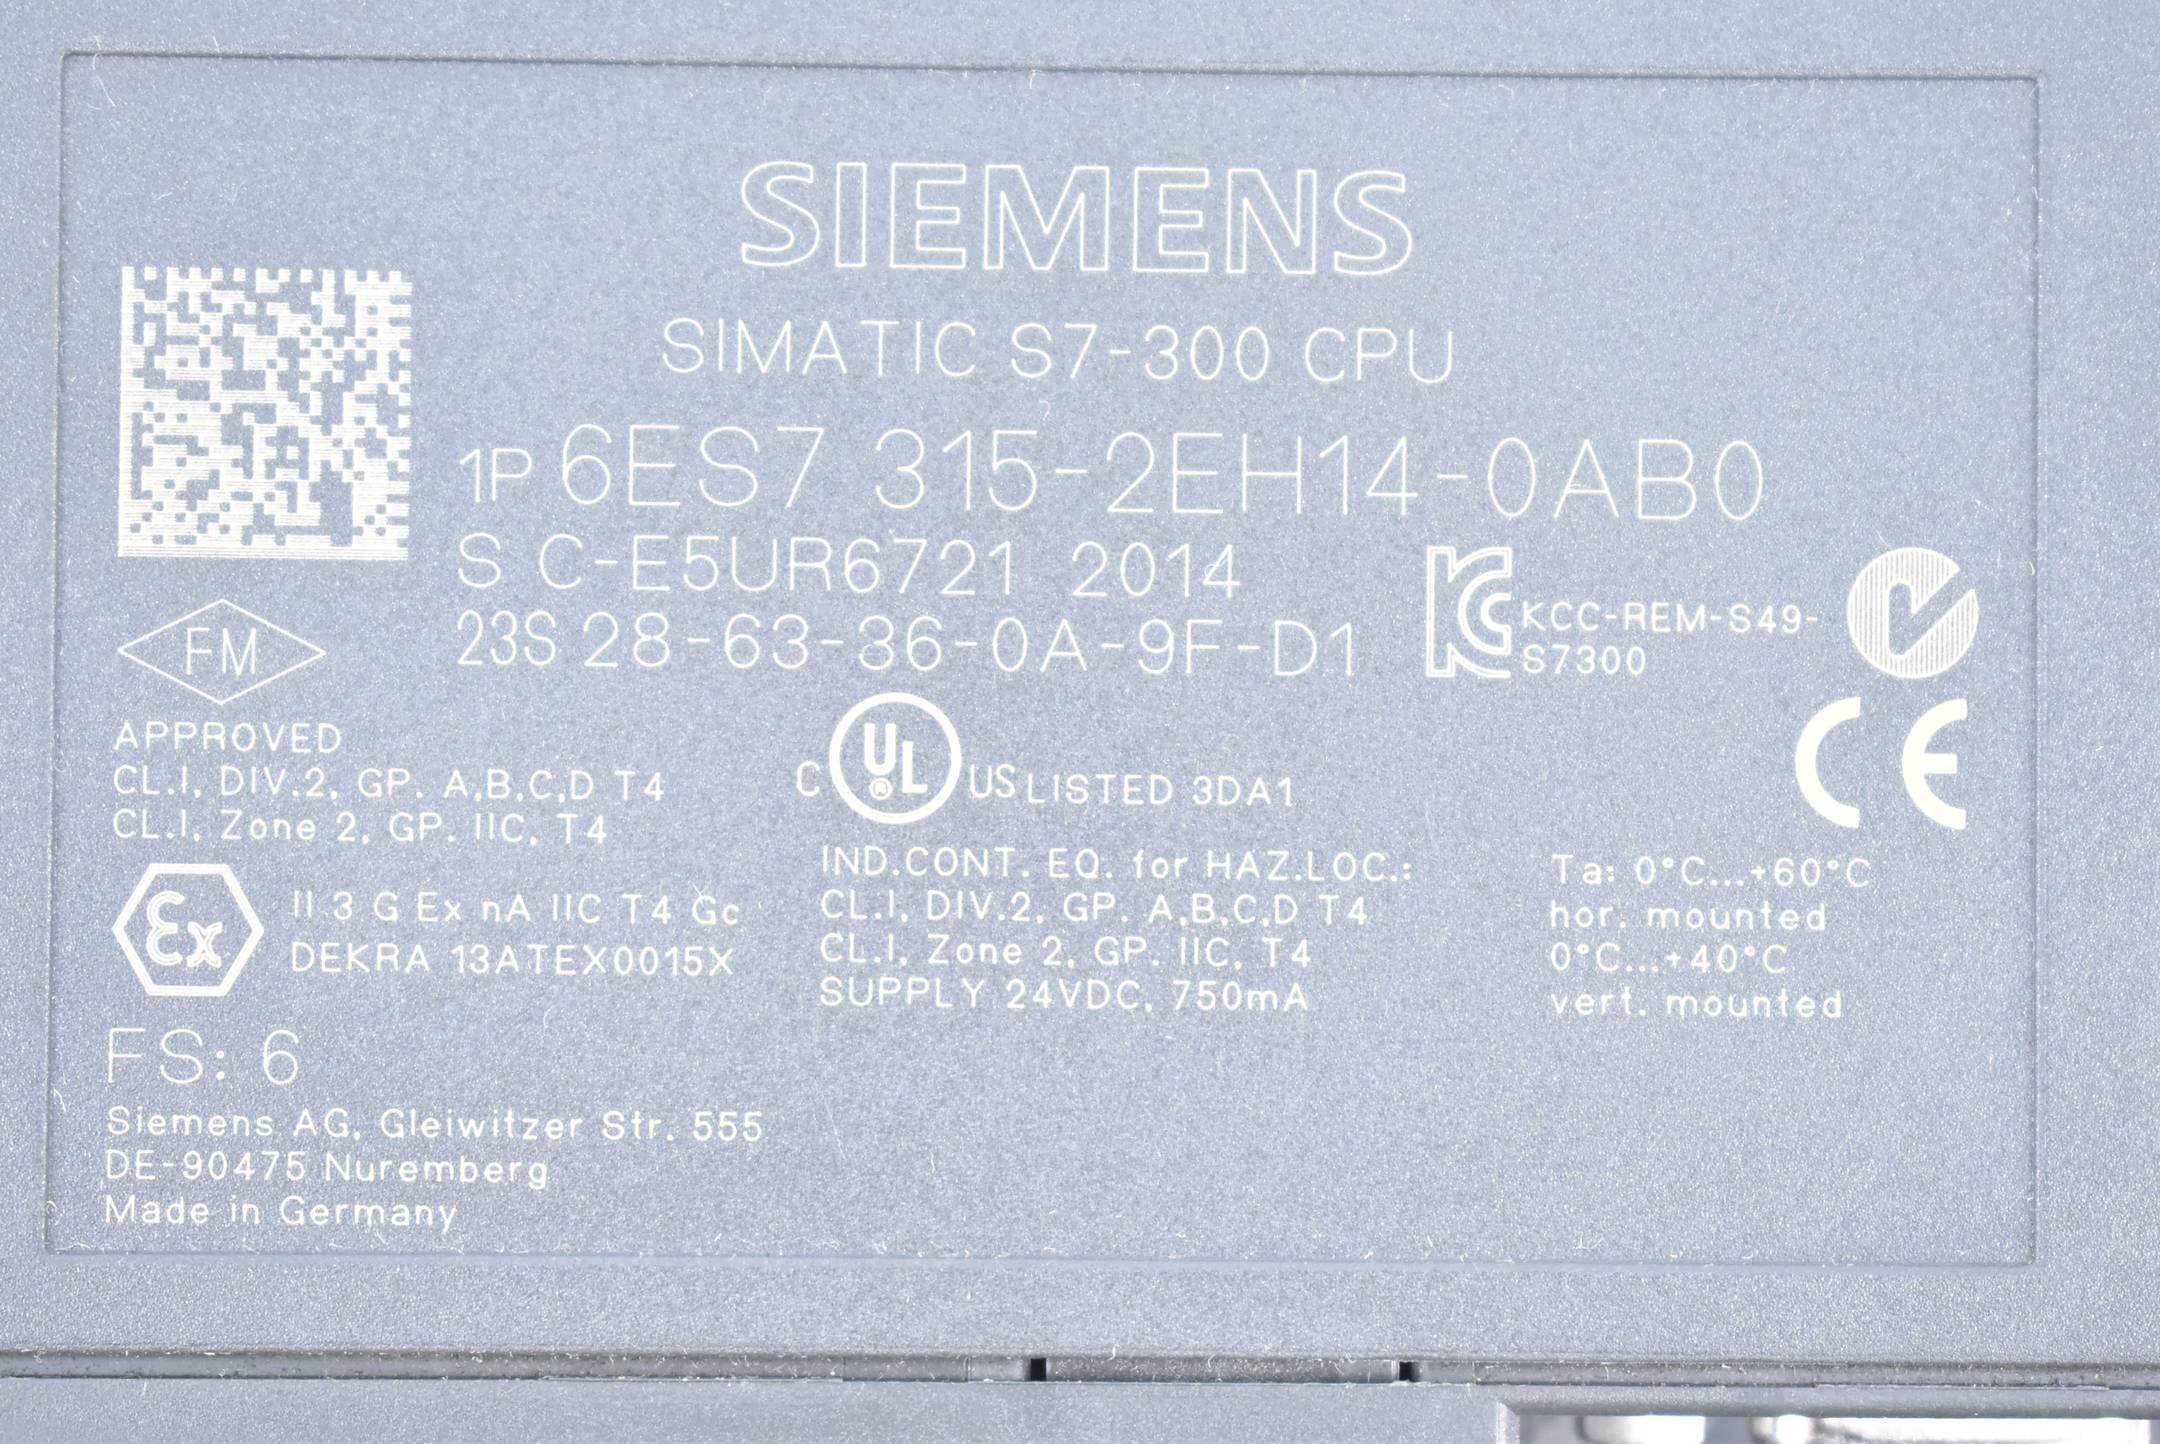 SIEMENS
SIMATIC S7-300 CPU
1P 6ES7 315-2EH14-0AB0
S C-E5UR6721 2014
23S 28-63-36-0A-9F-D1
KCC-REM-S49-
S7300
FM
APPROVED
CL.I, DIV.2, GP. A,B,C,D T4
CL.I, Zone 2, GP. IIC, T4
C UL ® US LISTED 3DA1
CE
IND.CONT. EQ. for HAZ.LOC.:
CL.I, DIV.2, GP. A,B,C,D T4
CL.I, Zone 2, GP. IIC, T4
SUPPLY 24VDC, 750mA
Ta: 0°C...+60°C
hor. mounted
0°C...+40°C
vert. mounted
Ex
II 3 G Ex nA IIC T4 Gc
DEKRA 13ATEX0015X
FS: 6
Siemens AG, Gleiwitzer Str. 555
DE-90475 Nuremberg
Made in Germany